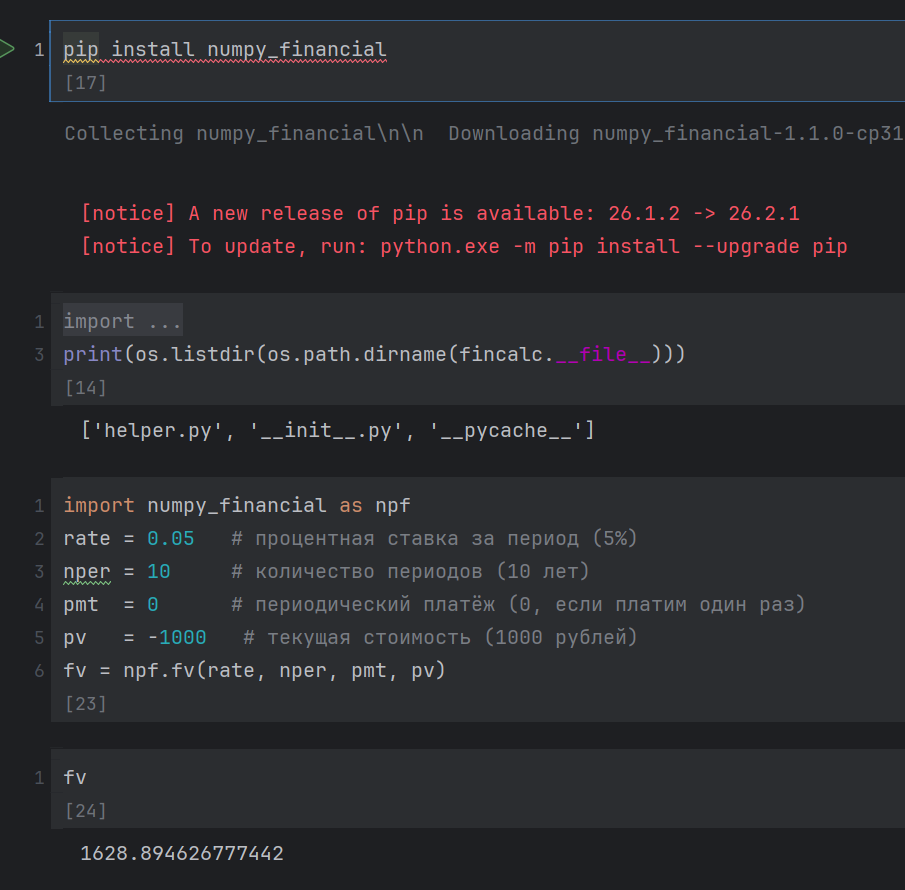 1 pip install numpy_financial
[17]
Collecting numpy_financial\n\n  Downloading numpy_financial-1.1.0-cp31
[notice] A new release of pip is available: 26.1.2 -> 26.2.1
[notice] To update, run: python.exe -m pip install --upgrade pip
1 import ...
3 print(os.listdir(os.path.dirname(fincalc.__file__)))
[14]
['helper.py', '__init__.py', '__pycache__']
1 import numpy_financial as npf
2 rate = 0.05   # процентная ставка за период (5%)
3 nper = 10     # количество периодов (10 лет)
4 pmt  = 0      # периодический платёж (0, если платим один раз)
5 pv   = -1000   # текущая стоимость (1000 рублей)
6 fv = npf.fv(rate, nper, pmt, pv)
[23]
1 fv
[24]
1628.894626777442